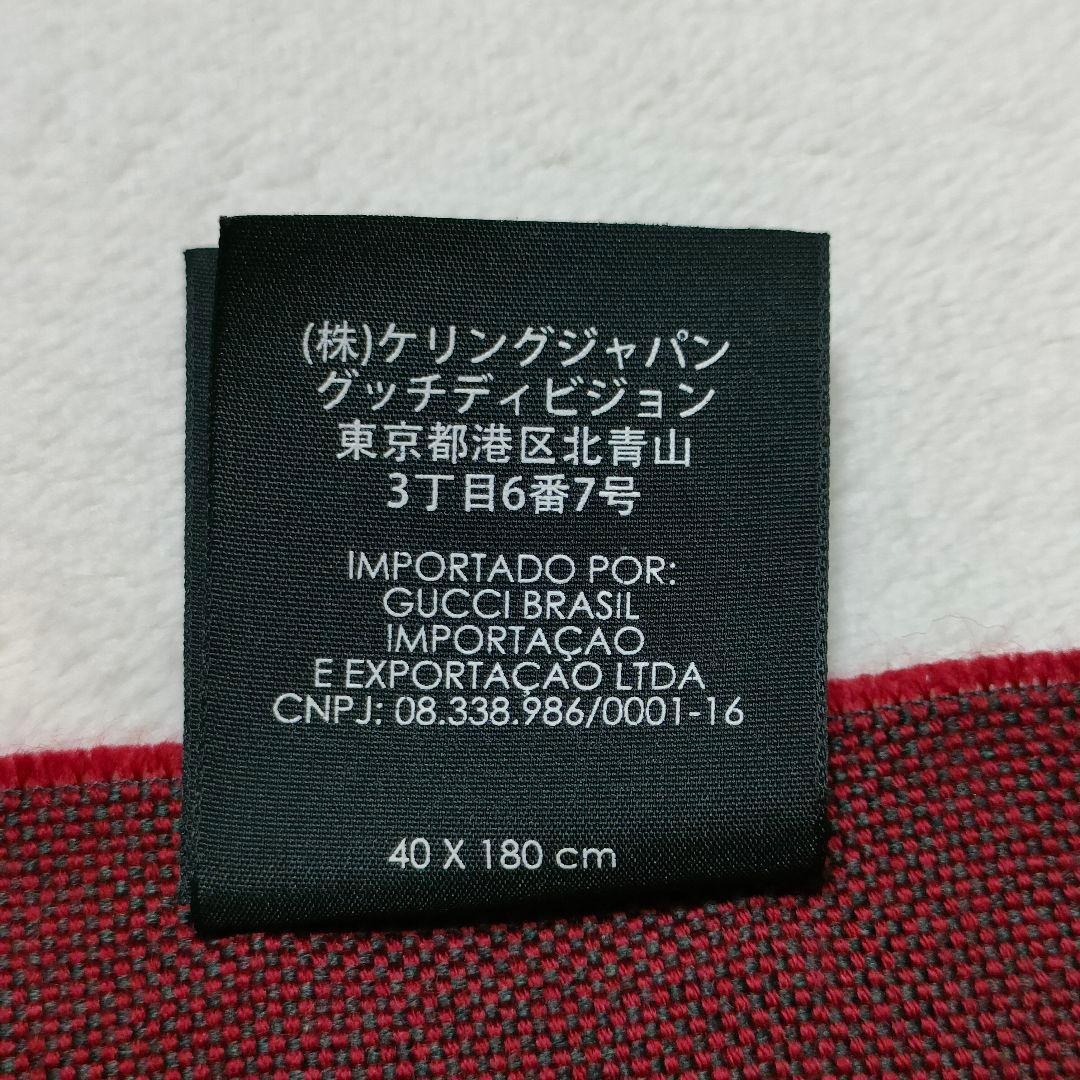 (株)ケリングジャパン
グッチディビジョン
東京都港区北青山
3丁目6番7号
IMPORTADO POR:
GUCCI BRASIL
IMPORTAÇAO
E EXPORTAÇAO LTDA
CNPJ: 08.338.986/0001-16
40 X 180 cm